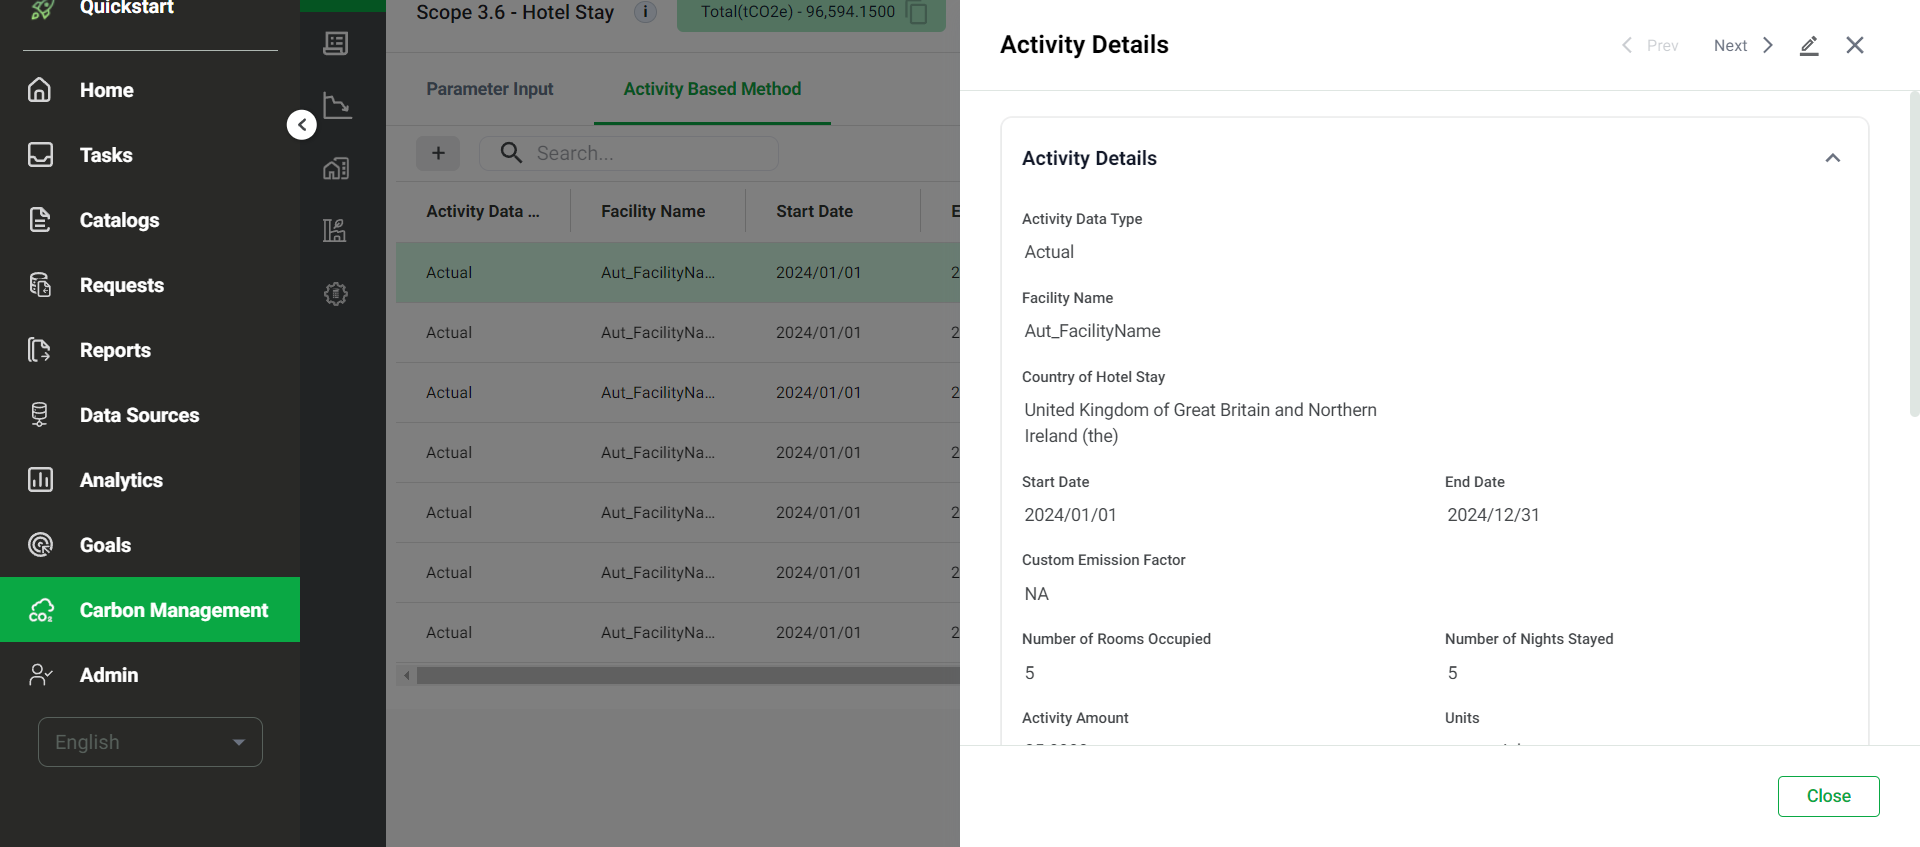 Quickstart
Home
Tasks
Catalogs
Requests
Reports
Data Sources
Analytics
Goals
Carbon Management
Admin
English
Scope 3.6 - Hotel Stay
Total(tCO2e) - 96,594.1500
Parameter Input
Activity Based Method
+
Search...
Activity Data ... Facility Name Start Date E
Actual Aut_FacilityNa... 2024/01/01 2
Actual Aut_FacilityNa... 2024/01/01 2
Actual Aut_FacilityNa... 2024/01/01 2
Actual Aut_FacilityNa... 2024/01/01 2
Actual Aut_FacilityNa... 2024/01/01 2
Actual Aut_FacilityNa... 2024/01/01 2
Actual Aut_FacilityNa... 2024/01/01 2
Activity Details
Prev Next
Activity Details
Activity Data Type
Actual
Facility Name
Aut_FacilityName
Country of Hotel Stay
United Kingdom of Great Britain and Northern
Ireland (the)
Start Date End Date
2024/01/01 2024/12/31
Custom Emission Factor
NA
Number of Rooms Occupied Number of Nights Stayed
5 5
Activity Amount Units
Close